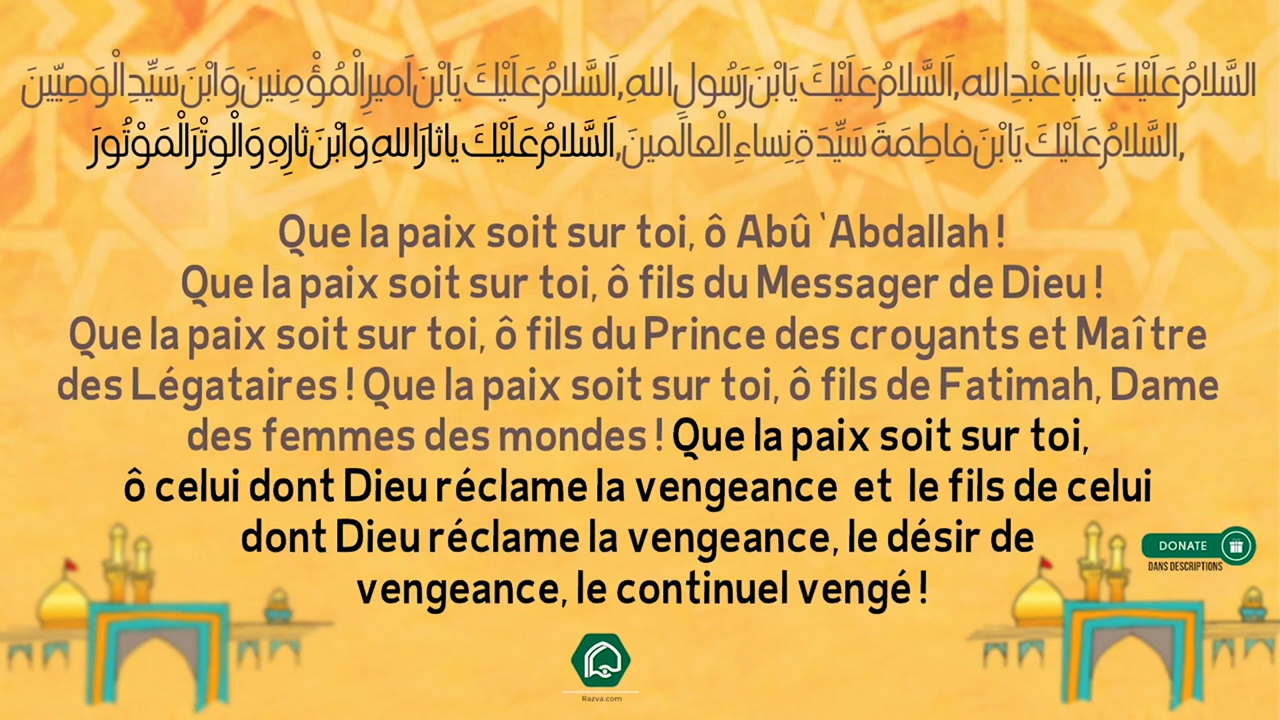 السَّلامُ عَلَيْكَ يااَبا عَبْدِ الله ,اَلسَّلامُ عَلَيْكَ يَابْنَ رَسُولِ اللهِ ,اَلسَّلامُ عَلَيْكَ يَابْنَ اَميرِ الْمُؤْمِنينَ وَابْنَ سَيِّدِ الْوَصِيّينَ
,السَّلامُ عَلَيْكَ يَابْنَ فاطِمَةَ سَيِّدَةِ نِساءِ الْعالَمينَ ,اَلسَّلامُ عَلَيْكَ يا ثارَ اللهِ وَابْنَ ثارِهِ وَالْوِتْرَ الْمَوْتُورَ
Que la paix soit sur toi, ô Abû `Abdallah !
Que la paix soit sur toi, ô fils du Messager de Dieu !
Que la paix soit sur toi, ô fils du Prince des croyants et Maître
des Légataires ! Que la paix soit sur toi, ô fils de Fatimah, Dame
des femmes des mondes ! Que la paix soit sur toi,
ô celui dont Dieu réclame la vengeance et le fils de celui
dont Dieu réclame la vengeance, le désir de
vengeance, le continuel vengé !
DONATE
DANS DESCRIPTIONS
Razva.com